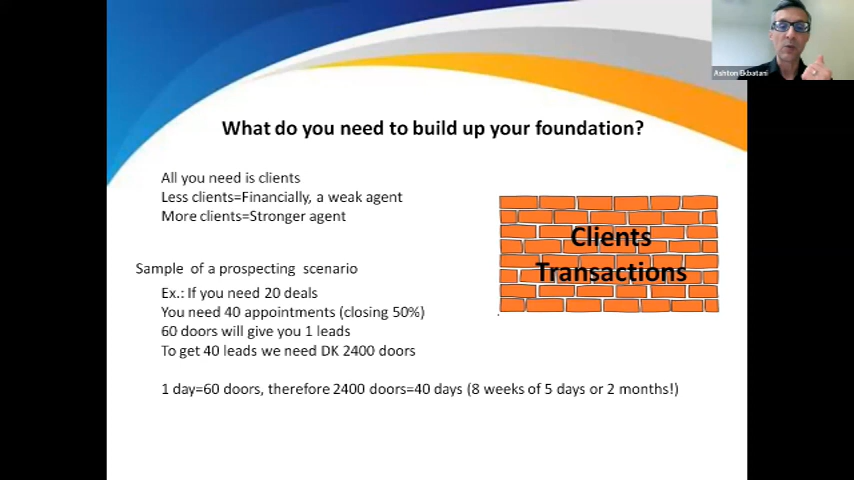 Ashton Ekbatani
What do you need to build up your foundation?
All you need is clients
Less clients=Financially, a weak agent
More clients=Stronger agent
Clients
Transactions
Sample of a prospecting scenario
Ex.: If you need 20 deals
You need 40 appointments (closing 50%)
60 doors will give you 1 leads
To get 40 leads we need DK 2400 doors
1 day=60 doors, therefore 2400 doors=40 days (8 weeks of 5 days or 2 months!)